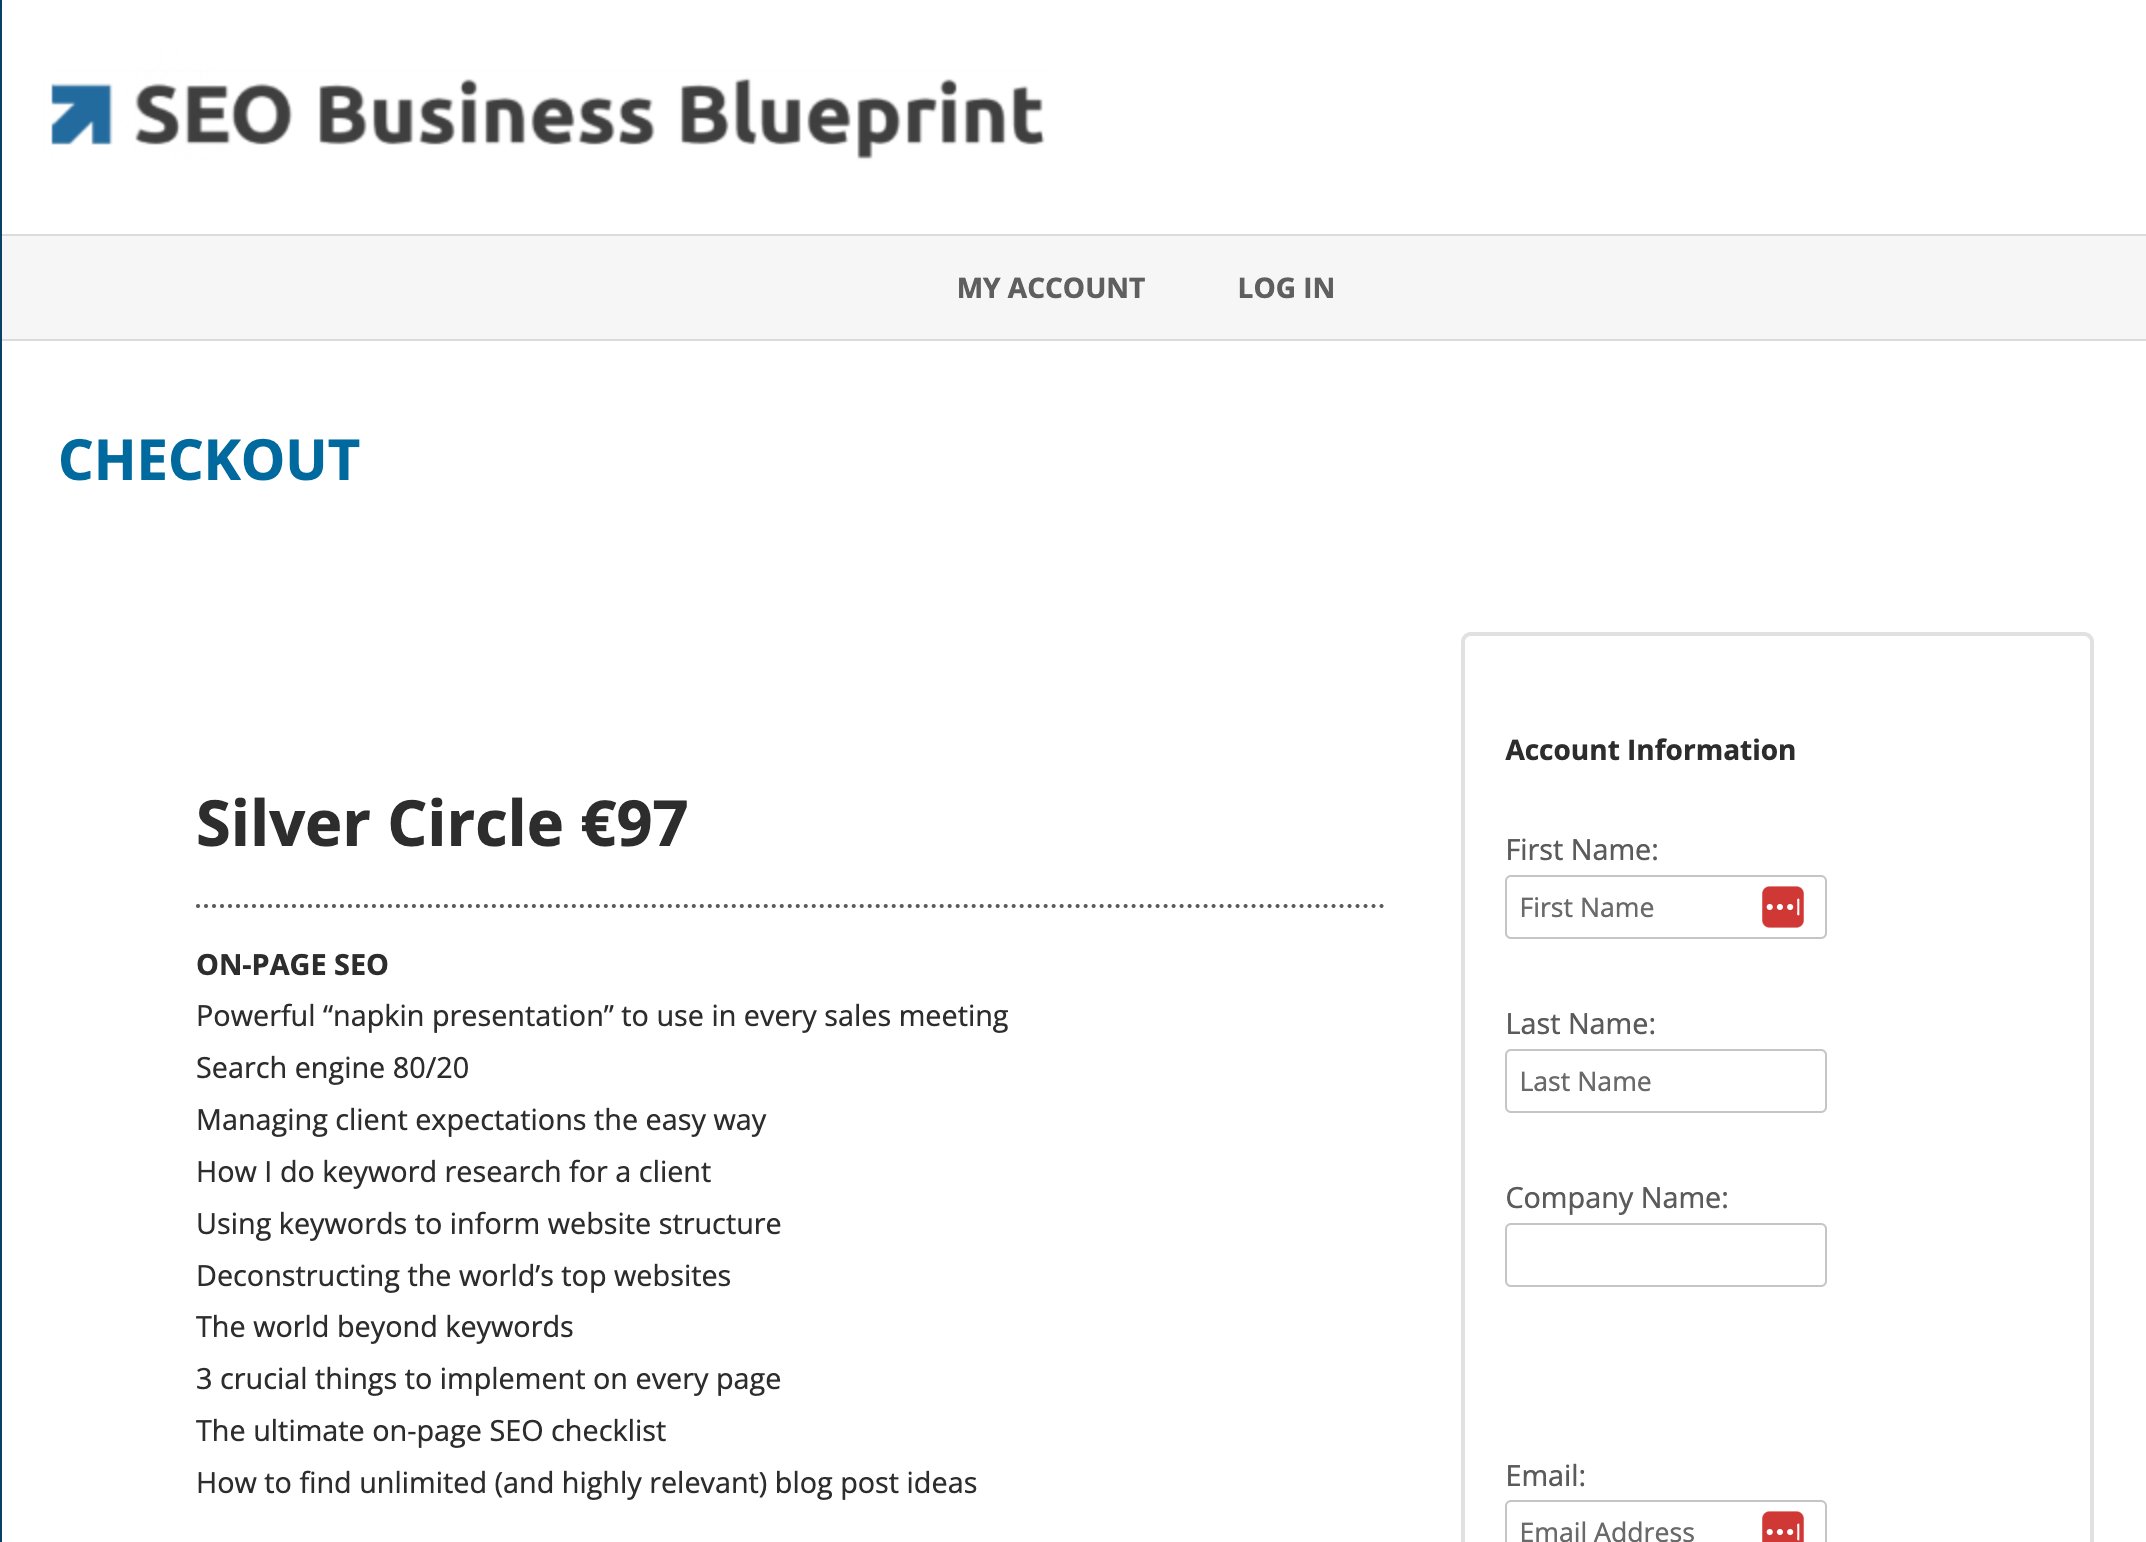 SEO Business Blueprint
MY ACCOUNT LOG IN
CHECKOUT
Silver Circle €97
ON-PAGE SEO
Powerful “napkin presentation” to use in every sales meeting
Search engine 80/20
Managing client expectations the easy way
How I do keyword research for a client
Using keywords to inform website structure
Deconstructing the world’s top websites
The world beyond keywords
3 crucial things to implement on every page
The ultimate on-page SEO checklist
How to find unlimited (and highly relevant) blog post ideas
Account Information
First Name:
First Name
Last Name:
Last Name
Company Name:
Email:
Email Address